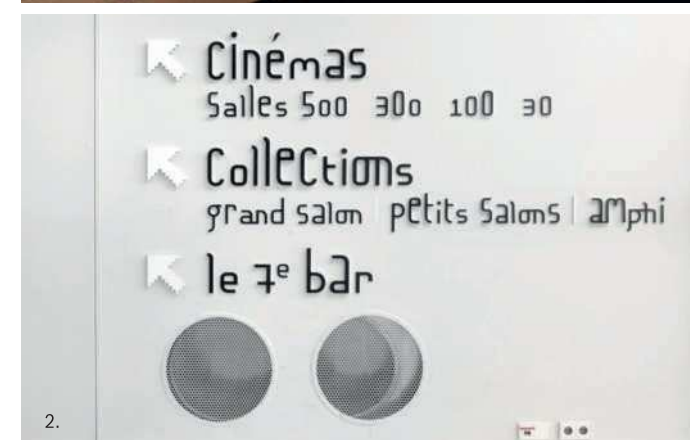 Cinémas
Salles 500 300 100 30
Collections
grand salon | petits Salons | amphi
le 7e bar
2.